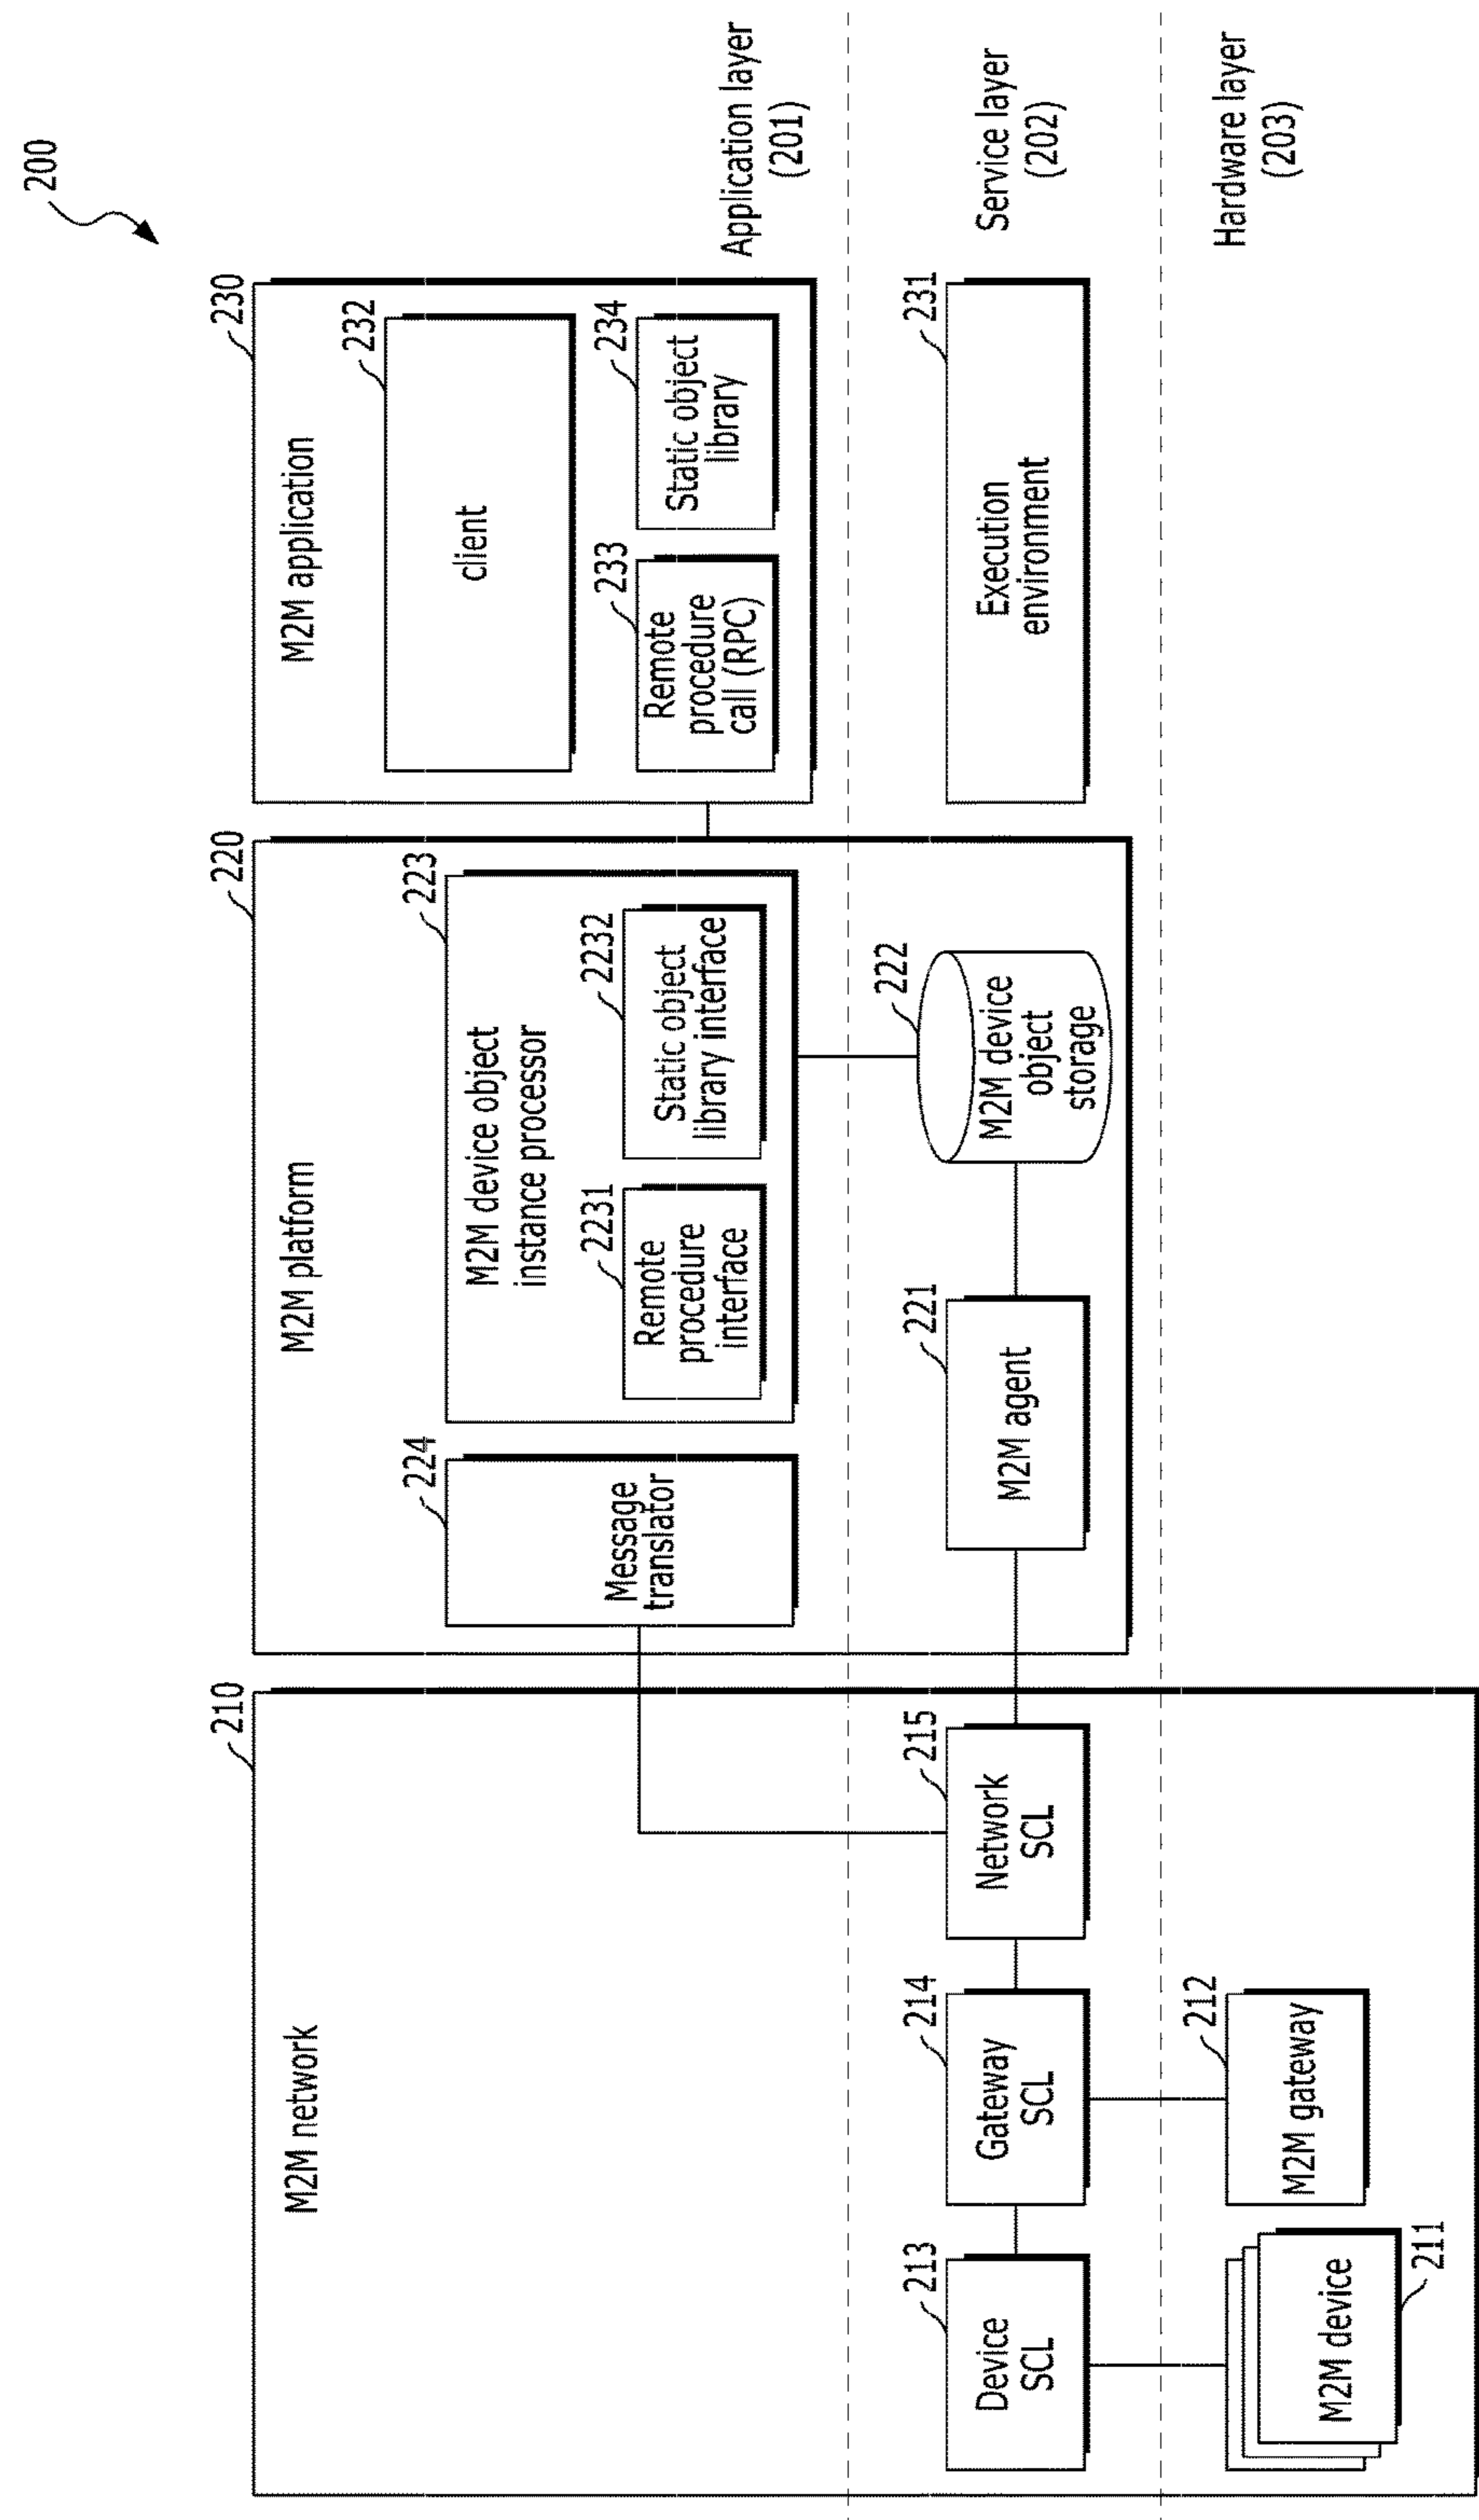 200
210
M2M network
220
M2M platform
230
M2M application
232
client
224
Message
translator
223
M2M device object
instance processor
2231
Remote
procedure
interface
2232
Static object
library interface
233
Remote
procedure
call (RPC)
234
Static object
library
Application layer
(201)
213
Device
SCL
214
Gateway
SCL
215
Network
SCL
221
M2M agent
222
M2M device
object
storage
231
Execution
environment
Service layer
(202)
M2M device
211
212
M2M gateway
Hardware layer
(203)